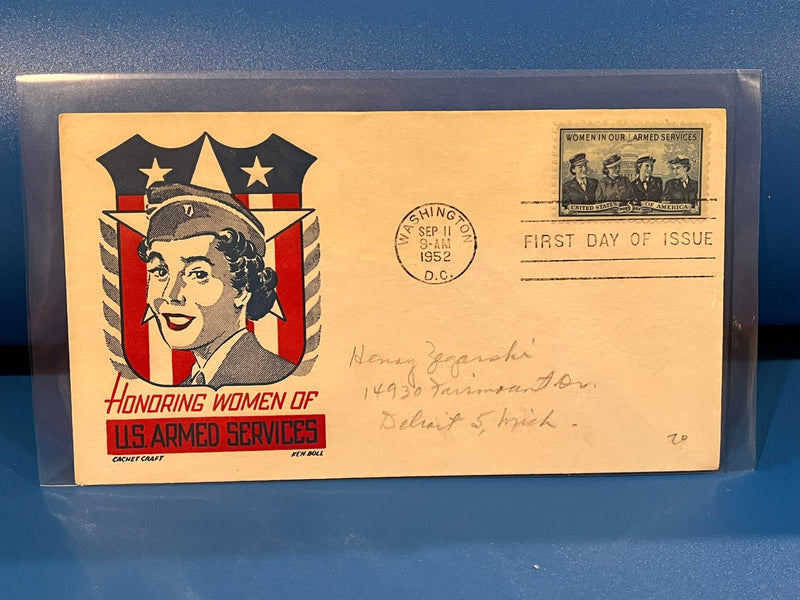 WOMEN IN OUR ARMED SERVICES
UNITED STATES OF AMERICA
WASHINGTON
SEP 11
9-AM
1952
D.C.
FIRST DAY OF ISSUE
Henry Zegarski
14930 Fairmount Dr.
Detroit 5, Mich.
20
HONORING WOMEN OF
U.S. ARMED SERVICES
CACHET CRAFT KEN BOLL